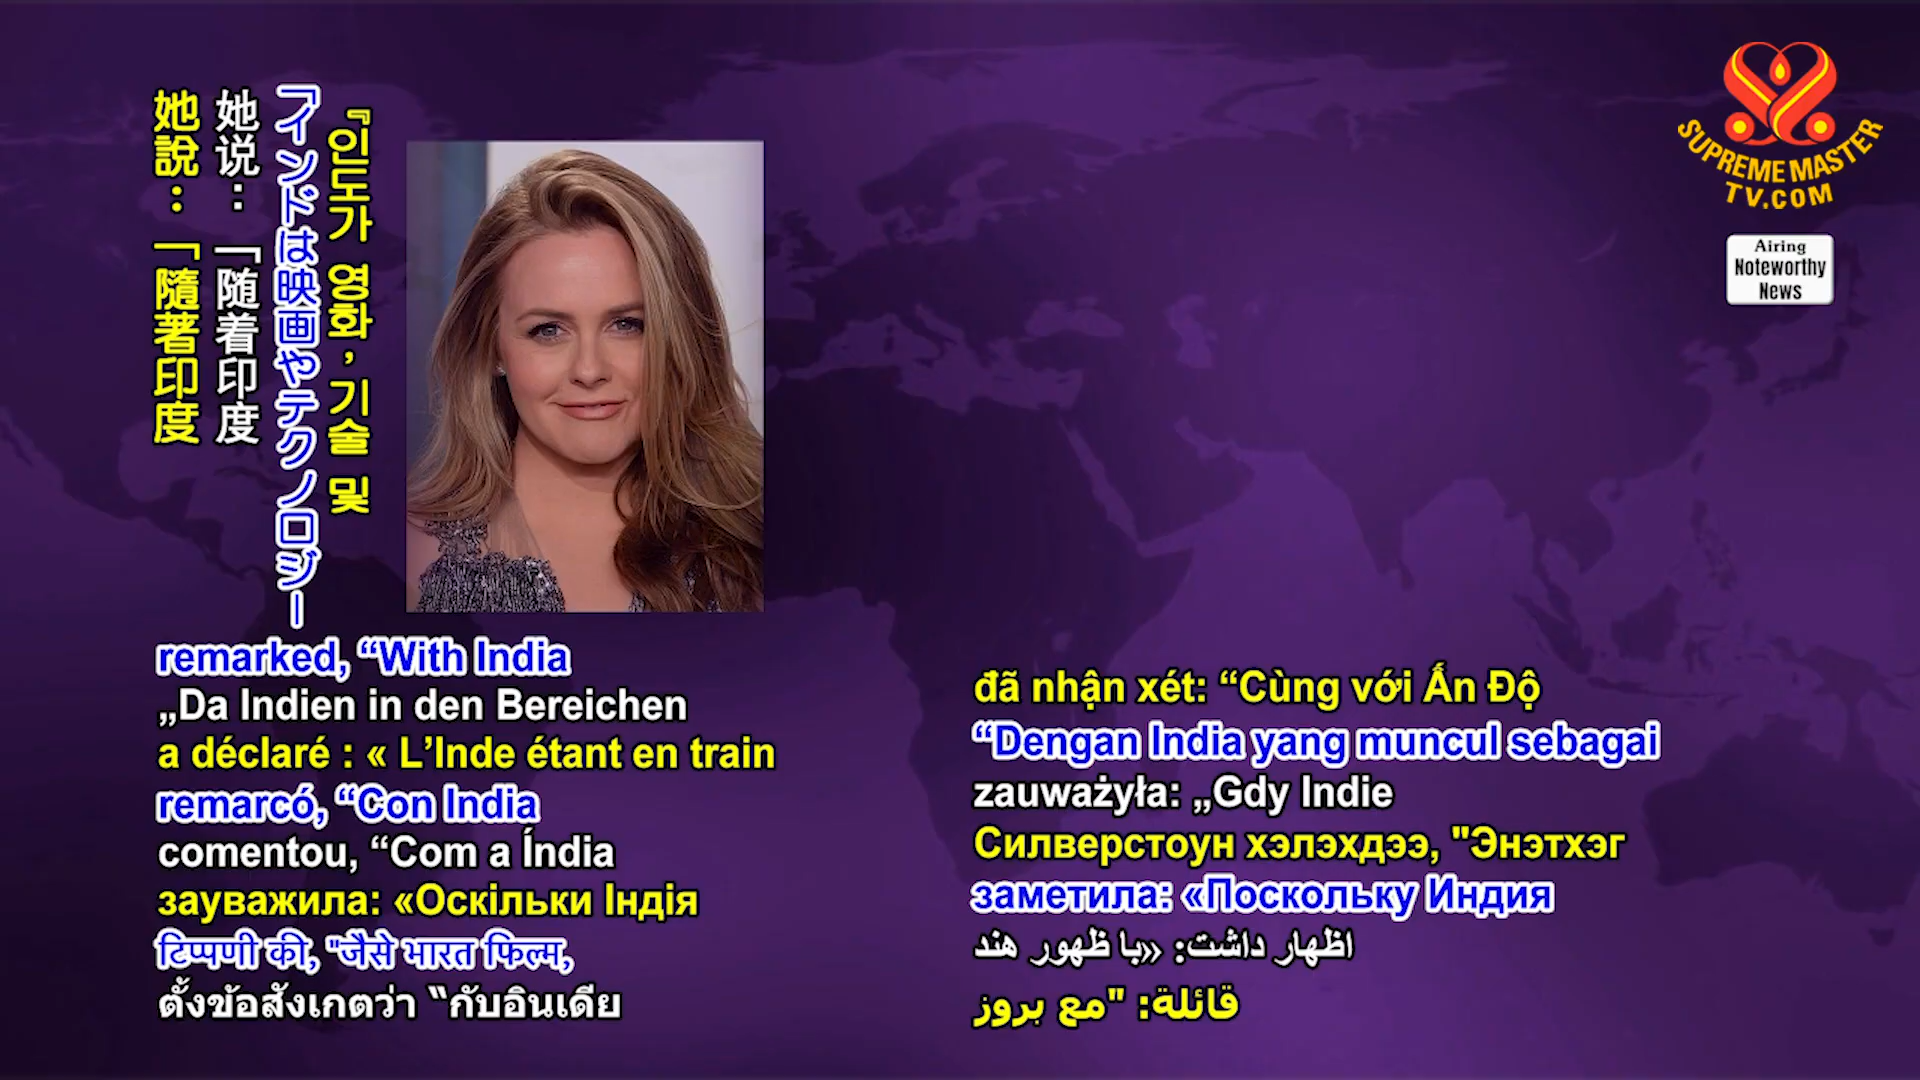 她說：「隨著印度
她说：「随着印度
「インドは映画やテクノロジー
『인도가 영화, 기술 및
remarked, “With India
„Da Indien in den Bereichen
a déclaré : « L’Inde étant en train
remarcó, “Con India
comentou, “Com a Índia
зауважила: «Оскільки Індія
टिप्पणी की, "जैसे भारत फिल्म,
ตั้งข้อสังเกตว่า “กับอินเดีย
đã nhận xét: “Cùng với Ấn Độ
“Dengan India yang muncul sebagai
zauważyła: „Gdy Indie
Силверстоун хэлэхдээ, "Энэтхэг
заметила: «Поскольку Индия
اظهار داشت: «با ظهور هند
قائلة: "مع بروز
SUPREME MASTER
TV.COM
Airing
Noteworthy
News